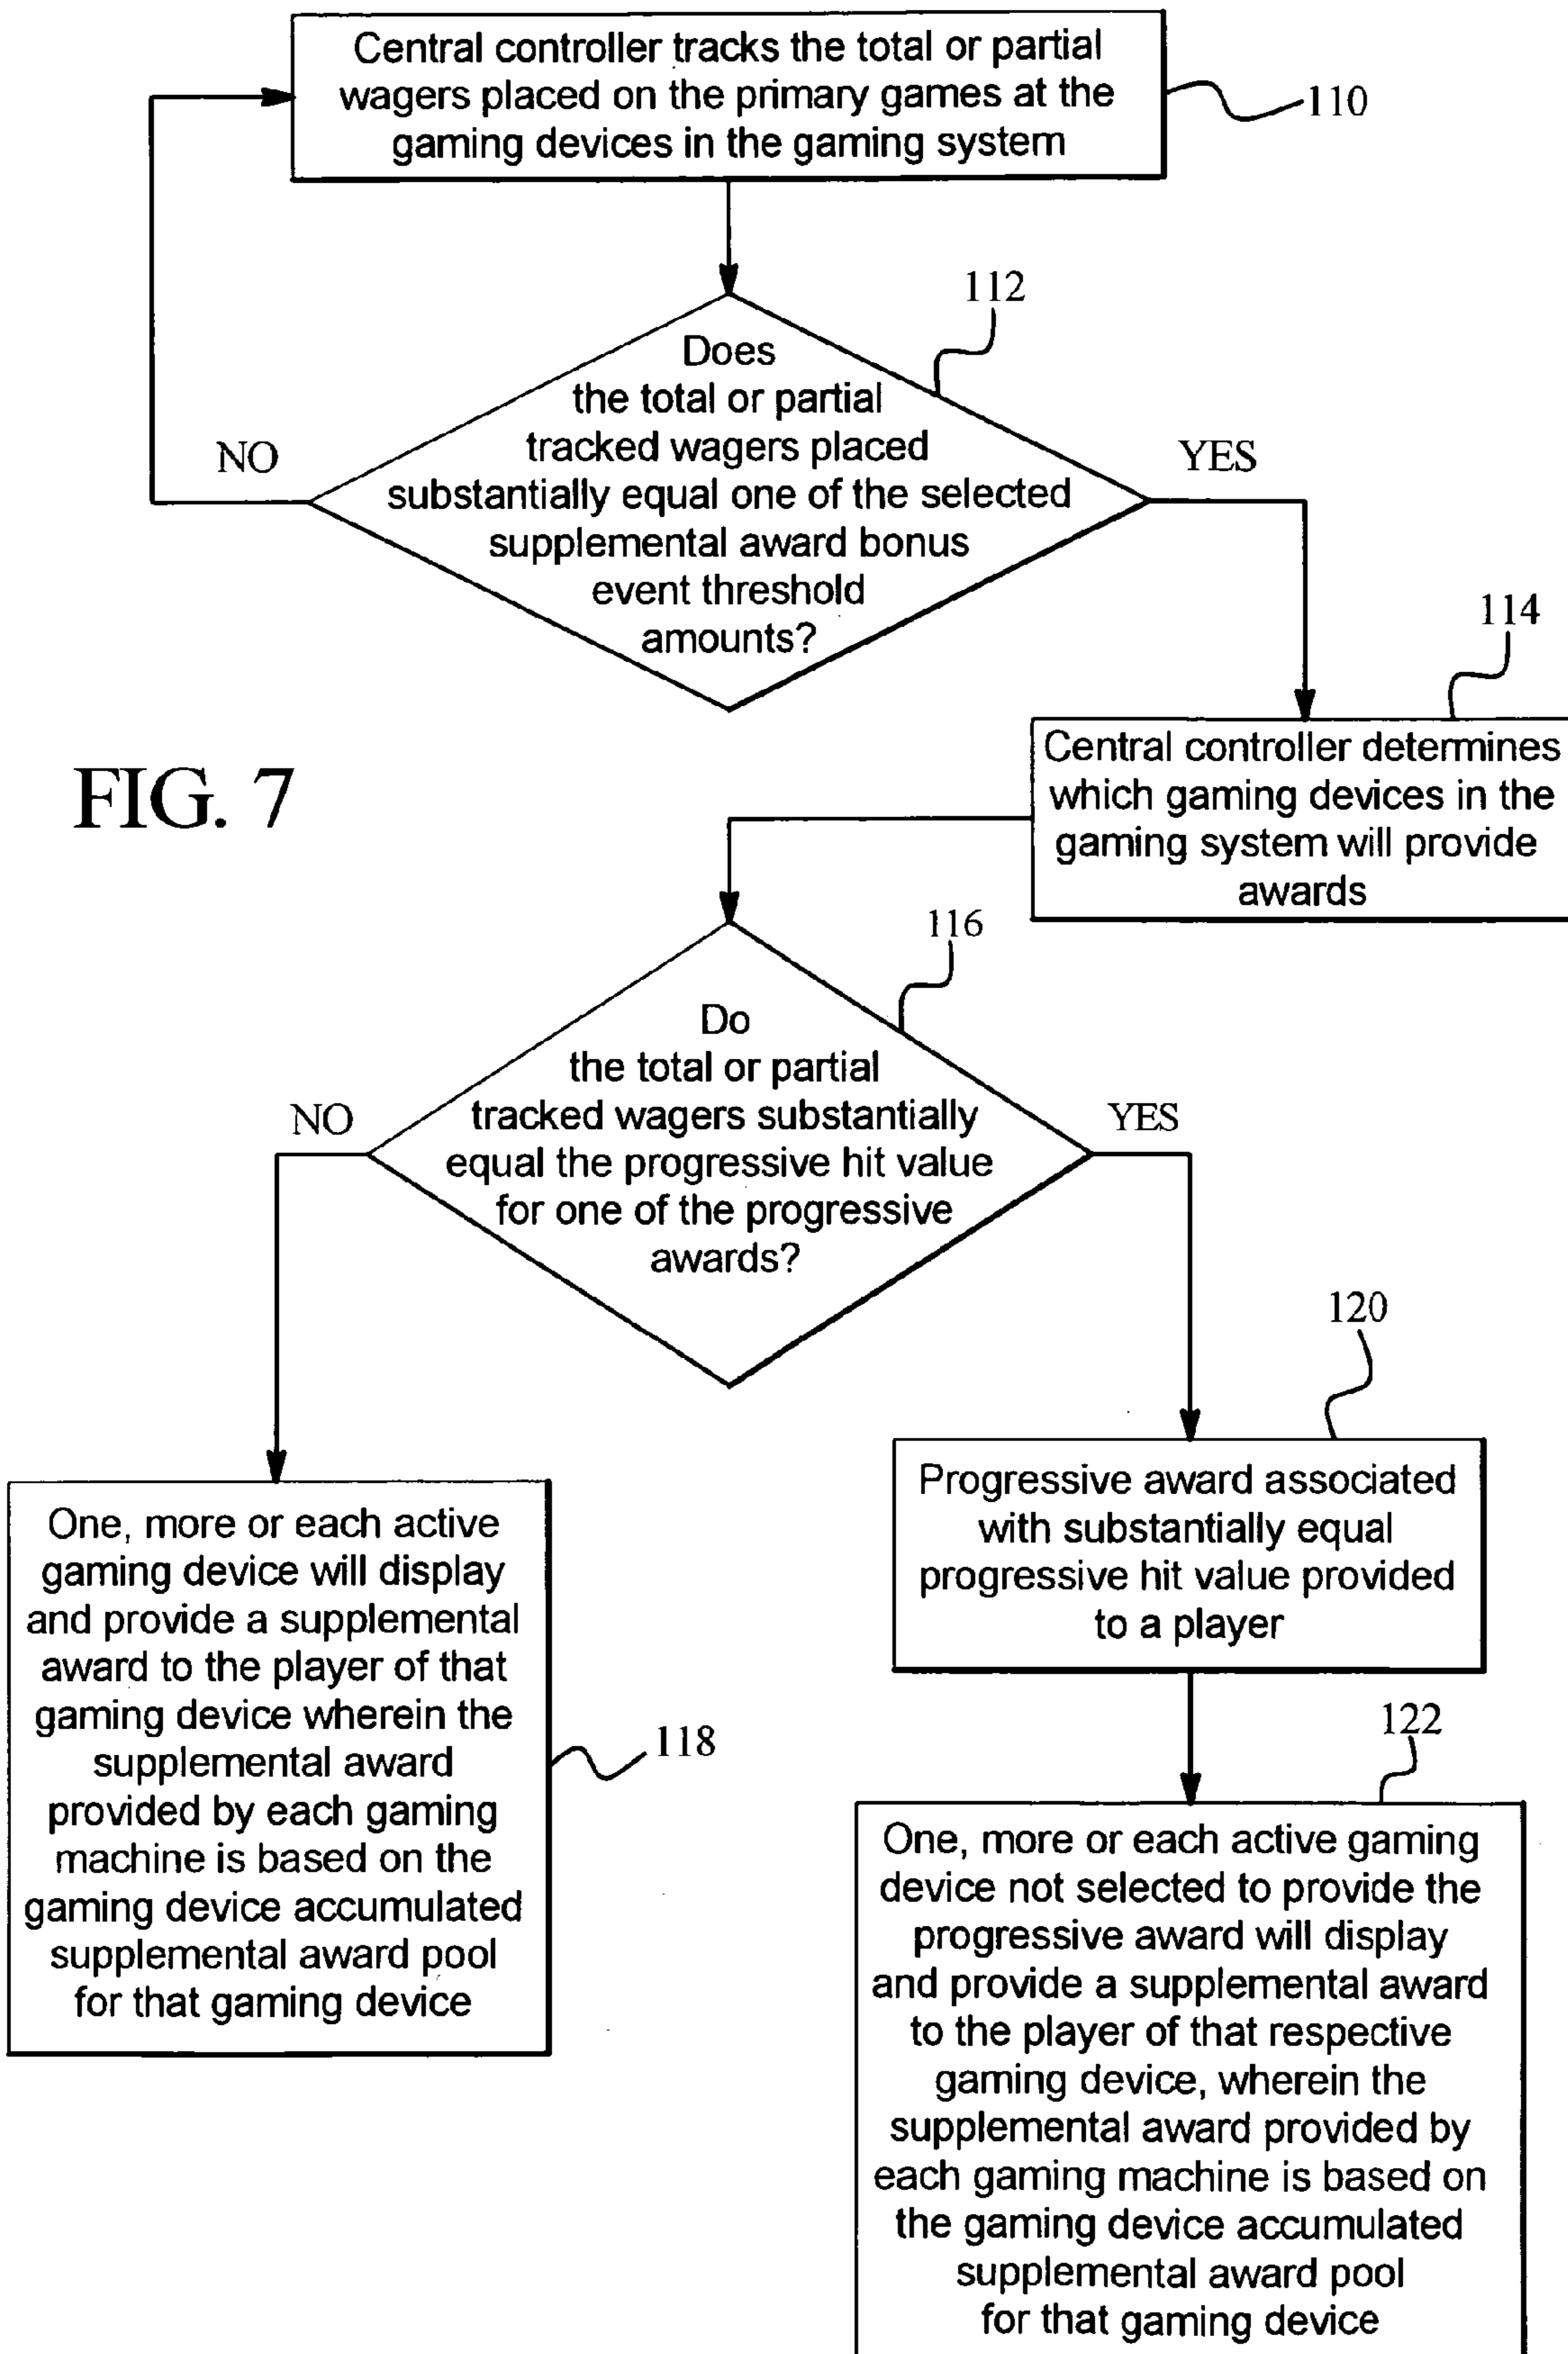 Central controller tracks the total or partial
wagers placed on the primary games at the
gaming devices in the gaming system
110
112
Does
the total or partial
tracked wagers placed
substantially equal one of the selected
supplemental award bonus
event threshold
amounts?
NO
YES
114
Central controller determines
which gaming devices in the
gaming system will provide
awards
FIG. 7
116
Do
the total or partial
tracked wagers substantially
equal the progressive hit value
for one of the progressive
awards?
NO
YES
120
Progressive award associated
with substantially equal
progressive hit value provided
to a player
One, more or each active
gaming device will display
and provide a supplemental
award to the player of that
gaming device wherein the
supplemental award
provided by each gaming
machine is based on the
gaming device accumulated
supplemental award pool
for that gaming device
118
122
One, more or each active gaming
device not selected to provide the
progressive award will display
and provide a supplemental award
to the player of that respective
gaming device, wherein the
supplemental award provided by
each gaming machine is based on
the gaming device accumulated
supplemental award pool
for that gaming device